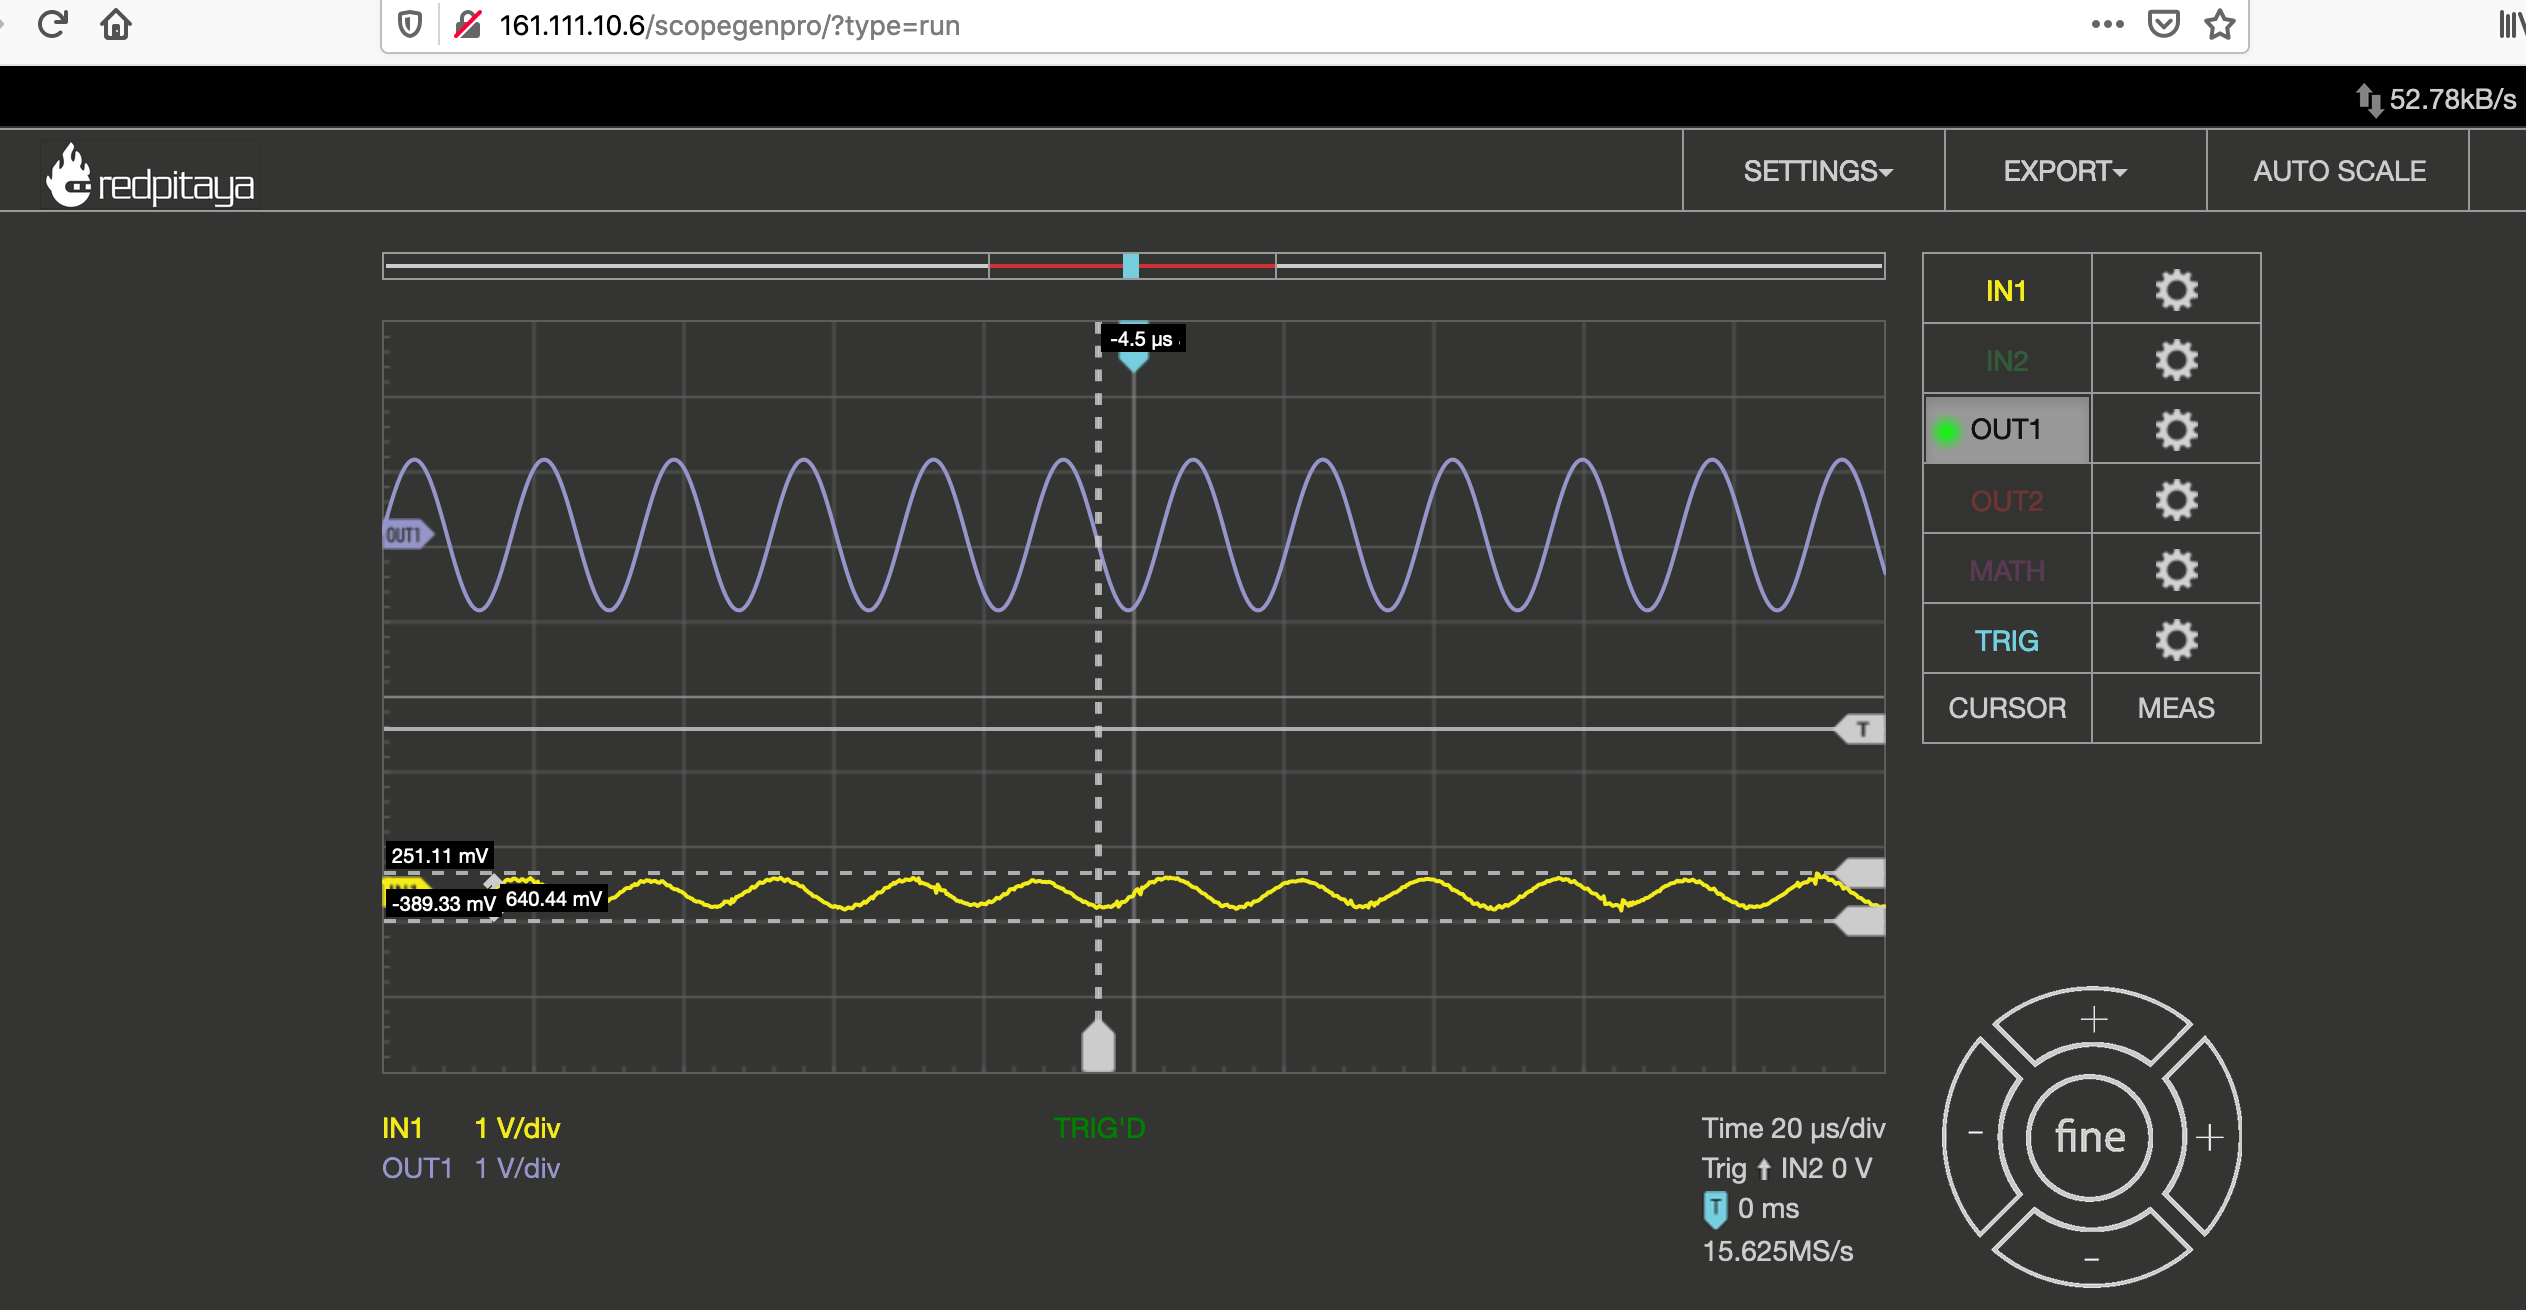 161.111.10.6/scopegenpro/?type=run
52.78kB/s
redpitaya
SETTINGS
EXPORT
AUTO SCALE
-4.5 µs
IN1
IN2
OUT1
OUT2
MATH
TRIG
CURSOR
MEAS
OUT1
T
251.11 mV
-389.33 mV
640.44 mV
+
-
fine
+
-
IN1 1 V/div
OUT1 1 V/div
TRIG'D
Time 20 µs/div
Trig IN2 0 V
T 0 ms
15.625MS/s